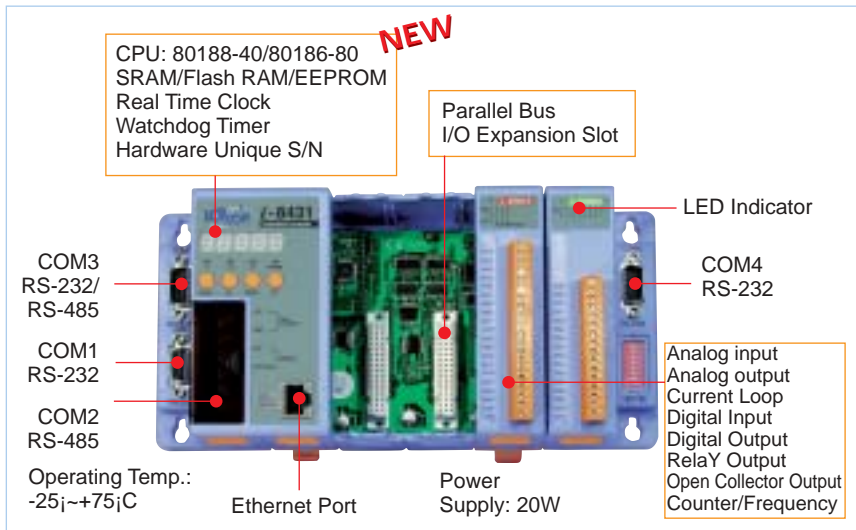 CPU: 80188-40/80186-80
SRAM/Flash RAM/EEPROM
Real Time Clock
Watchdog Timer
Hardware Unique S/N
NEW
Parallel Bus
I/O Expansion Slot
i-8431
LED Indicator
COM3
RS-232/
RS-485
COM4
RS-232
COM1
RS-232
COM2
RS-485
Analog input
Analog output
Current Loop
Digital Input
Digital Output
RelaY Output
Open Collector Output
Counter/Frequency
Operating Temp.:
-25¡~+75¡C
Ethernet Port
Power
Supply: 20W